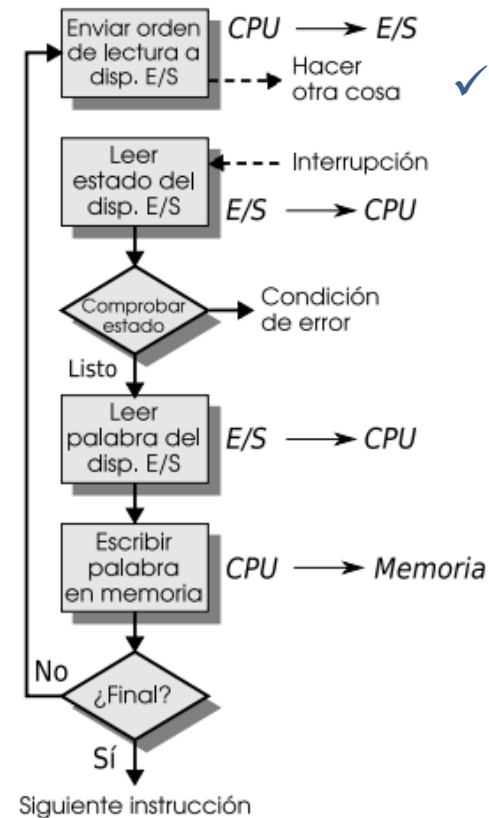 Enviar orden
de lectura a
disp. E/S
CPU → E/S
Hacer
otra cosa
Leer
estado del
disp. E/S
Interrupción
E/S → CPU
Comprobar
estado
Condición
de error
Listo
Leer
palabra del
disp. E/S
E/S → CPU
Escribir
palabra
en memoria
CPU → Memoria
No
¿Final?
Sí
Siguiente instrucción